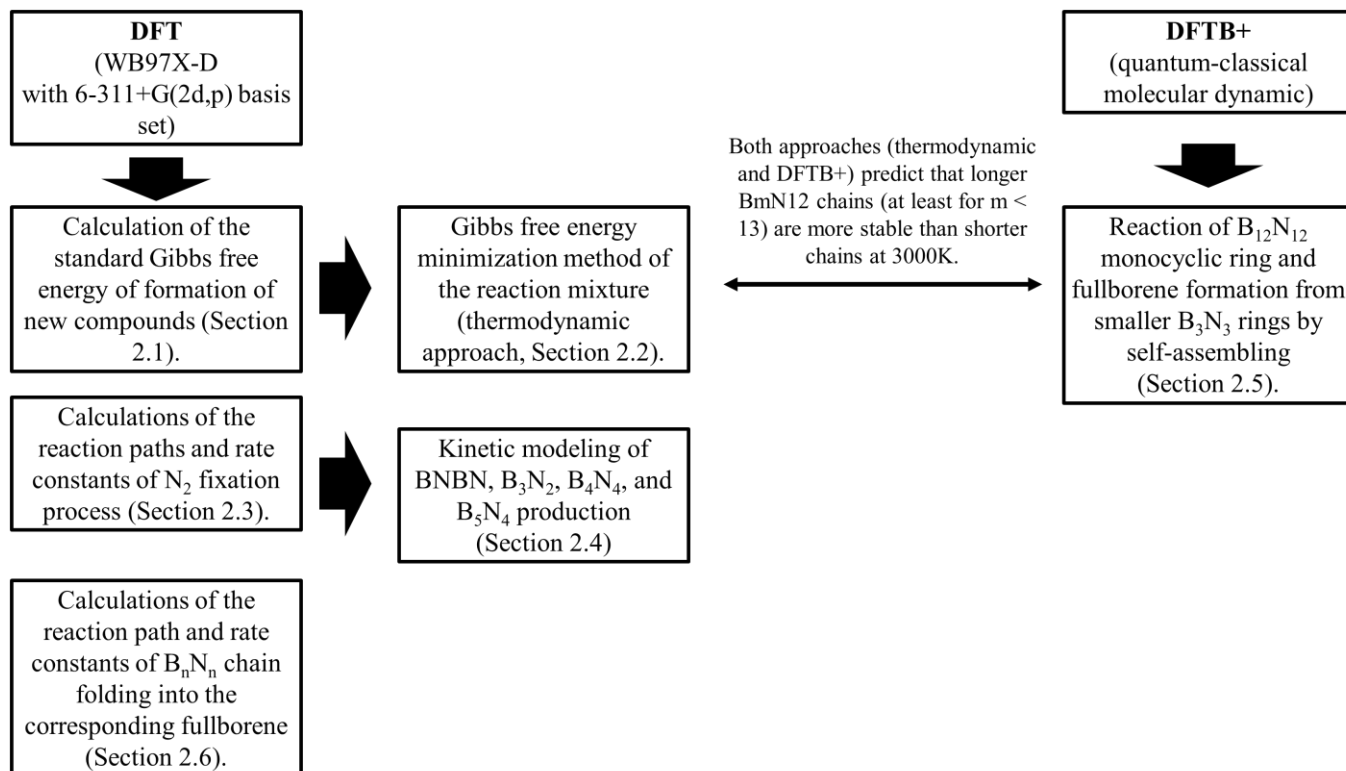 DFT
(WB97X-D
with 6-311+G(2d,p) basis
set)
Calculation of the
standard Gibbs free
energy of formation of
new compounds (Section
2.1).
Gibbs free energy
minimization method of
the reaction mixture
(thermodynamic
approach, Section 2.2).
Calculations of the
reaction paths and rate
constants of N₂ fixation
process (Section 2.3).
Kinetic modeling of
BNBN, B₃N₂, B₄N₄, and
B₅N₄ production
(Section 2.4)
Calculations of the
reaction path and rate
constants of BₙNₙ chain
folding into the
corresponding fullborene
(Section 2.6).
Both approaches (thermodynamic
and DFTB+) predict that longer
BmN12 chains (at least for m <
13) are more stable than shorter
chains at 3000K.
DFTB+
(quantum-classical
molecular dynamic)
Reaction of B₁₂N₁₂
monocyclic ring and
fullborene formation from
smaller B₃N₃ rings by
self-assembling
(Section 2.5).